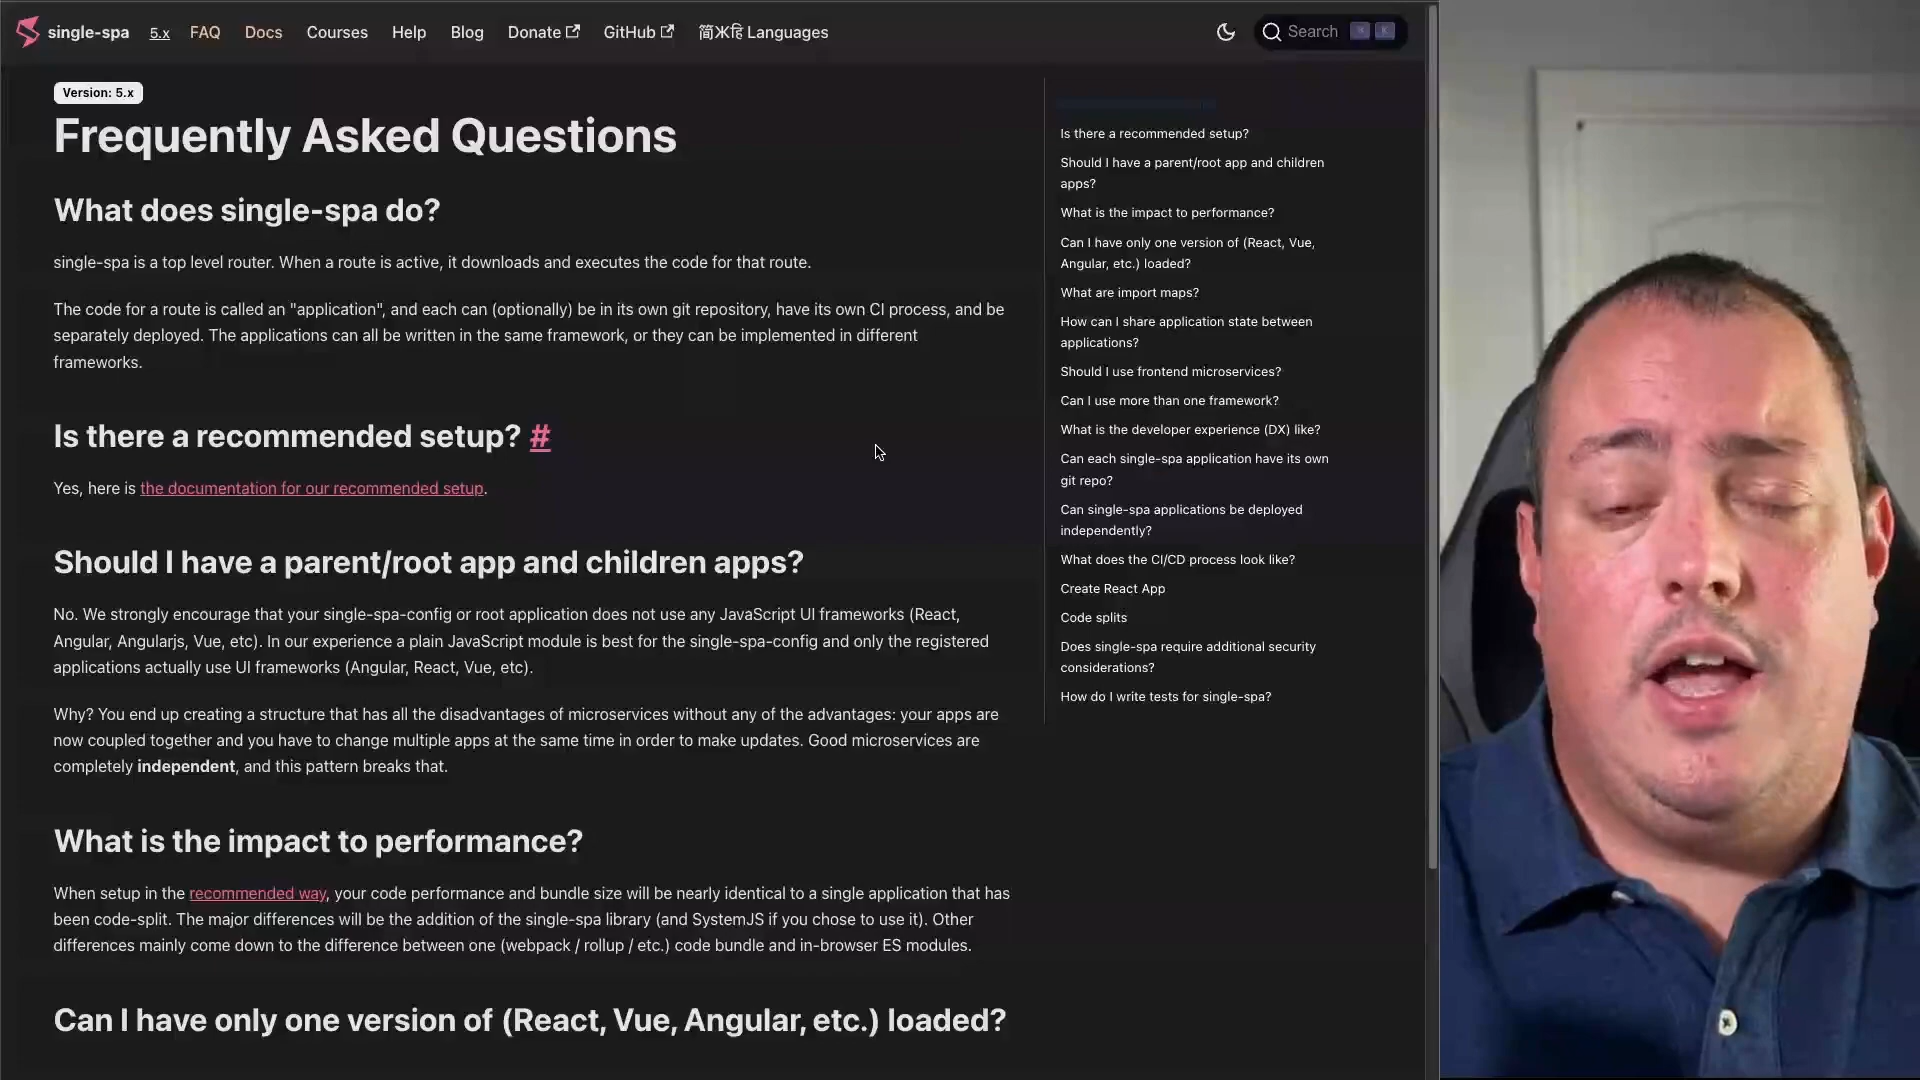 single-spa 5.x FAQ Docs Courses Help Blog Donate GitHub 简Ж हि Languages Search ⌘ K
Version: 5.x
Frequently Asked Questions
What does single-spa do?
single-spa is a top level router. When a route is active, it downloads and executes the code for that route.
The code for a route is called an "application", and each can (optionally) be in its own git repository, have its own CI process, and be
separately deployed. The applications can all be written in the same framework, or they can be implemented in different
frameworks.
Is there a recommended setup? #
Yes, here is the documentation for our recommended setup.
Should I have a parent/root app and children apps?
No. We strongly encourage that your single-spa-config or root application does not use any JavaScript UI frameworks (React,
Angular, Angularjs, Vue, etc). In our experience a plain JavaScript module is best for the single-spa-config and only the registered
applications actually use UI frameworks (Angular, React, Vue, etc).
Why? You end up creating a structure that has all the disadvantages of microservices without any of the advantages: your apps are
now coupled together and you have to change multiple apps at the same time in order to make updates. Good microservices are
completely independent, and this pattern breaks that.
What is the impact to performance?
When setup in the recommended way, your code performance and bundle size will be nearly identical to a single application that has
been code-split. The major differences will be the addition of the single-spa library (and SystemJS if you chose to use it). Other
differences mainly come down to the difference between one (webpack / rollup / etc.) code bundle and in-browser ES modules.
Can I have only one version of (React, Vue, Angular, etc.) loaded?
Is there a recommended setup?
Should I have a parent/root app and children
apps?
What is the impact to performance?
Can I have only one version of (React, Vue,
Angular, etc.) loaded?
What are import maps?
How can I share application state between
applications?
Should I use frontend microservices?
Can I use more than one framework?
What is the developer experience (DX) like?
Can each single-spa application have its own
git repo?
Can single-spa applications be deployed
independently?
What does the CI/CD process look like?
Create React App
Code splits
Does single-spa require additional security
considerations?
How do I write tests for single-spa?